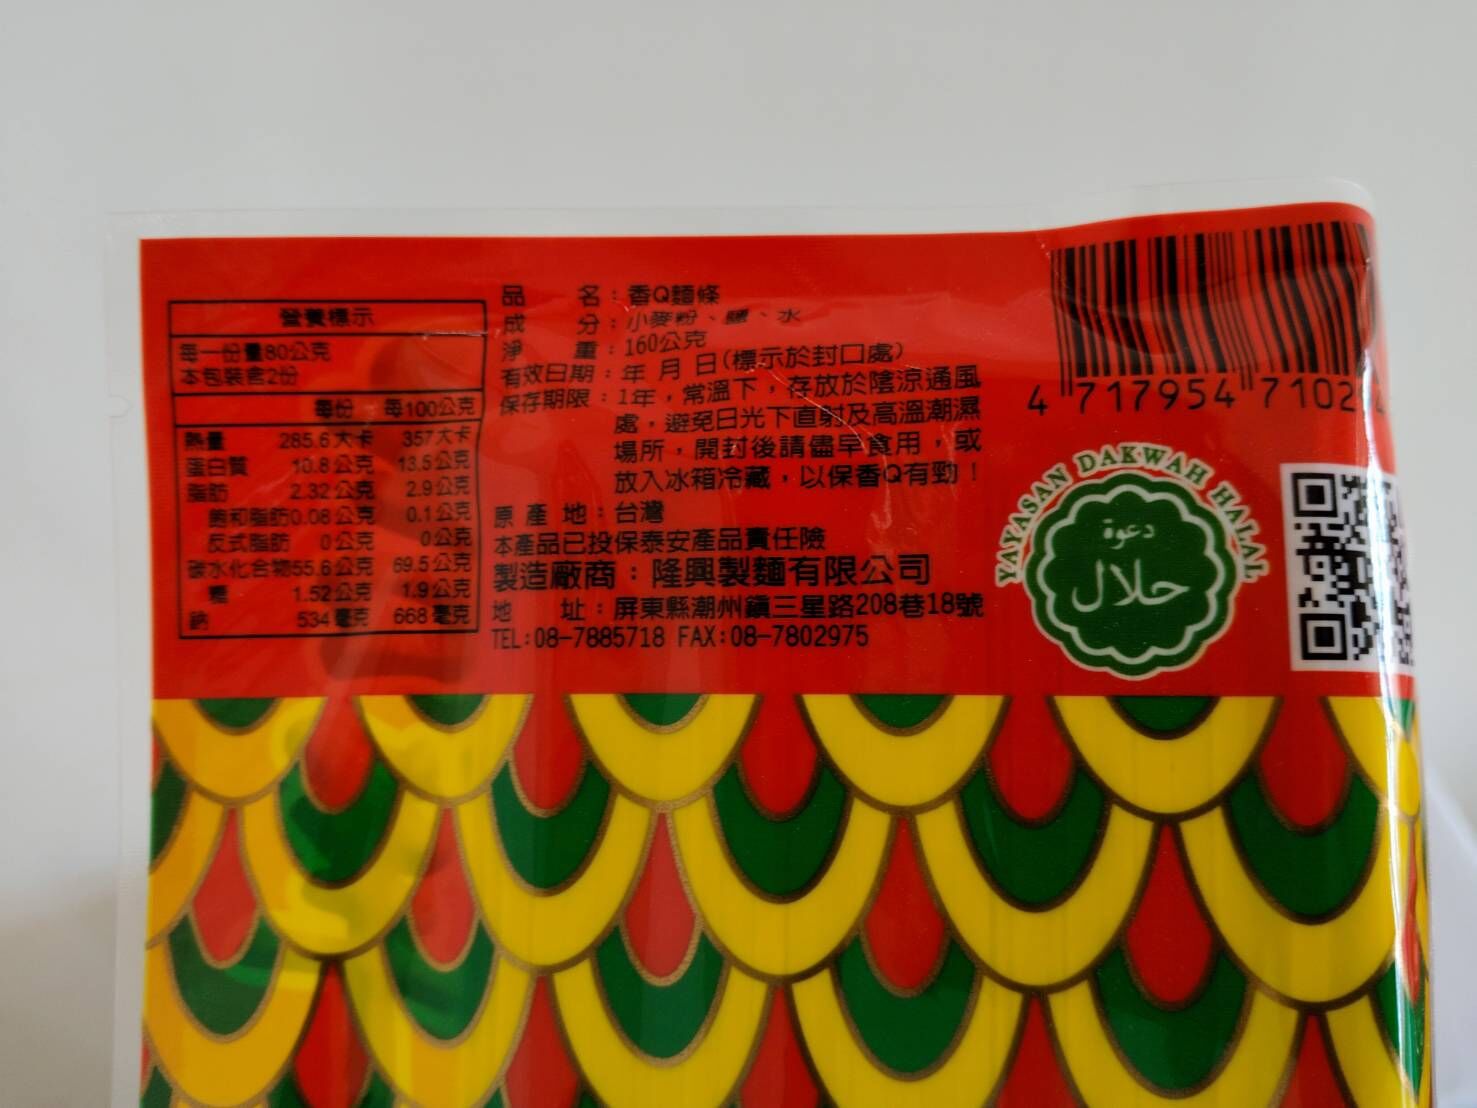 營養標示
每一份量80公克
本包裝含2份
每份 每100公克
熱量 285.6大卡 357大卡
蛋白質 10.8公克 13.5公克
脂肪 2.32公克 2.9公克
飽和脂肪0.08公克 0.1公克
反式脂肪 0公克 0公克
碳水化合物55.6公克 69.5公克
糖 1.52公克 1.9公克
鈉 534毫克 668毫克
品 名：香Q麵條
成 分：小麥粉、鹽、水
淨 重：160公克
有效日期：年 月 日(標示於封口處)
保存期限：1年，常溫下，存放於陰涼通風
處，避免日光下直射及高溫潮濕
場所，開封後請儘早食用，或
放入冰箱冷藏，以保香Q有勁！
原 產 地：台灣
本產品已投保泰安產品責任險
製造廠商：隆興製麵有限公司
地 址：屏東縣潮州鎮三星路208巷18號
TEL:08-7885718 FAX:08-7802975
4 717954 7102
YAYASAN DAKWAH HALAL
دعوة
حلال